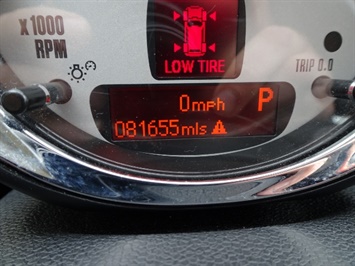 x1000
RPM
LOW TIRE
TRIP 0.0
0mph P
081655mls